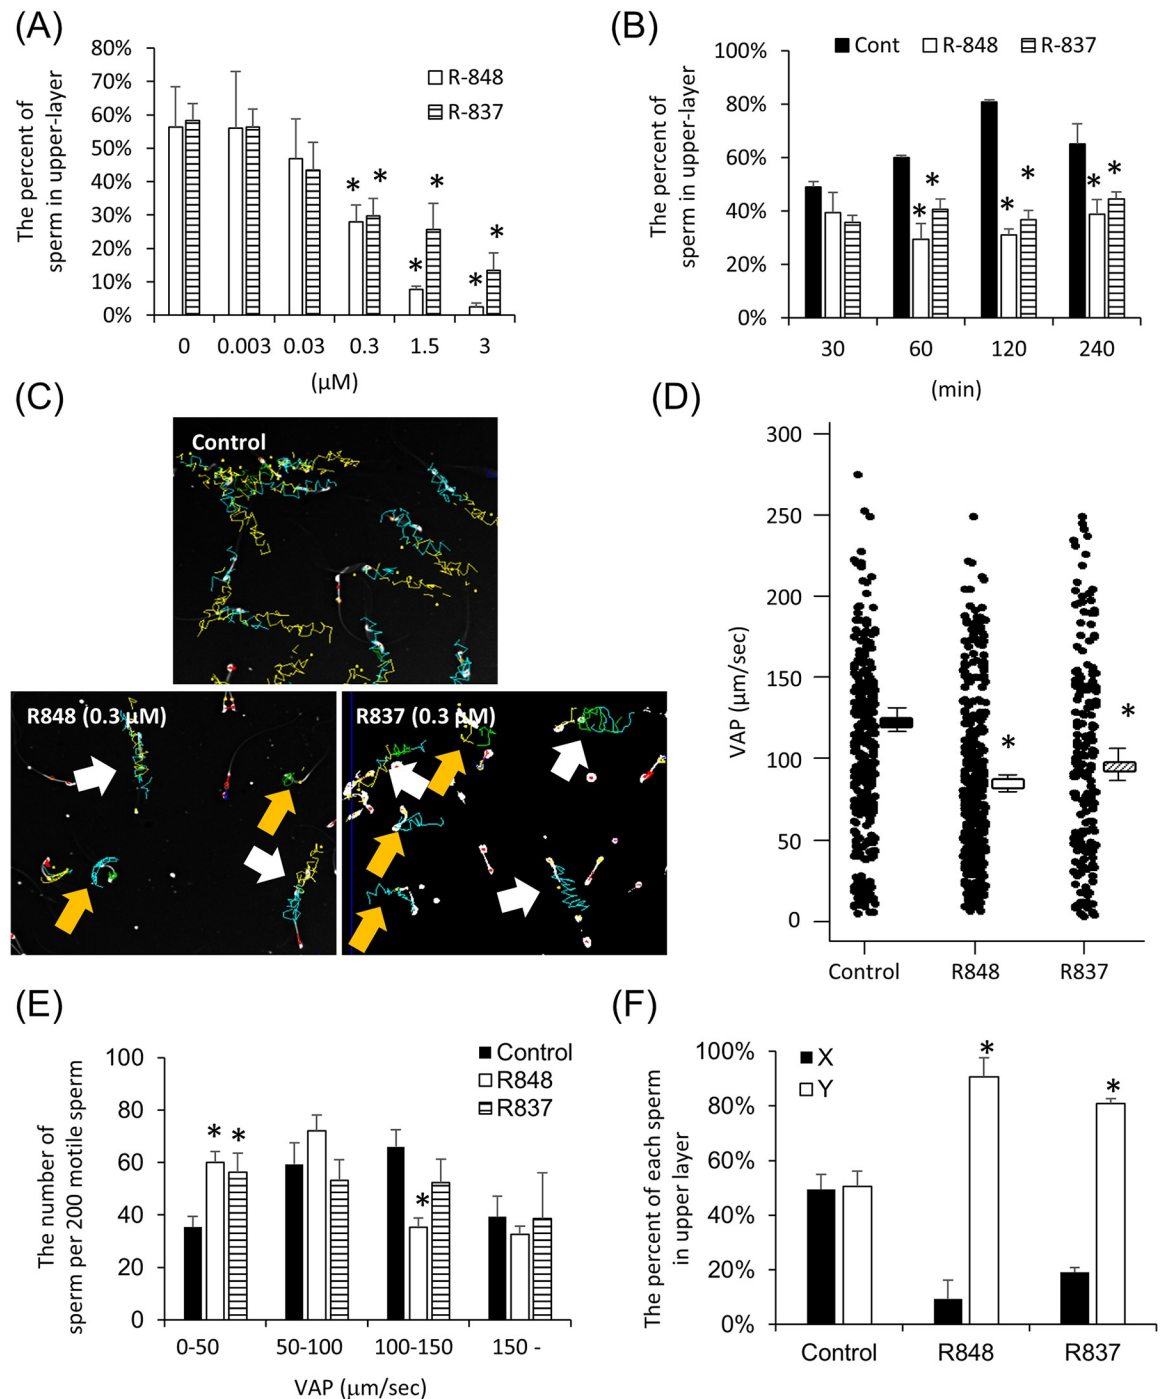 (A)
The percent of
sperm in upper-layer
80%
70%
60%
50%
40%
30%
20%
10%
0%
R-848
R-837
* * * * * *
0 0.003 0.03 0.3 1.5 3
(μM)
(B)
The percent of
sperm in upper-layer
100%
80%
60%
40%
20%
0%
Cont R-848 R-837
* * * * * *
30 60 120 240
(min)
(C)
Control
R848 (0.3 μM)
R837 (0.3 μM)
(D)
VAP (μm/sec)
300
250
200
150
100
50
0
* *
Control R848 R837
(E)
The number of
sperm per 200 motile sperm
100
80
60
40
20
0
Control
R848
R837
* * *
0-50 50-100 100-150 150 -
VAP (μm/sec)
(F)
The percent of each sperm
in upper layer
100%
80%
60%
40%
20%
0%
X
Y
* *
Control R848 R837